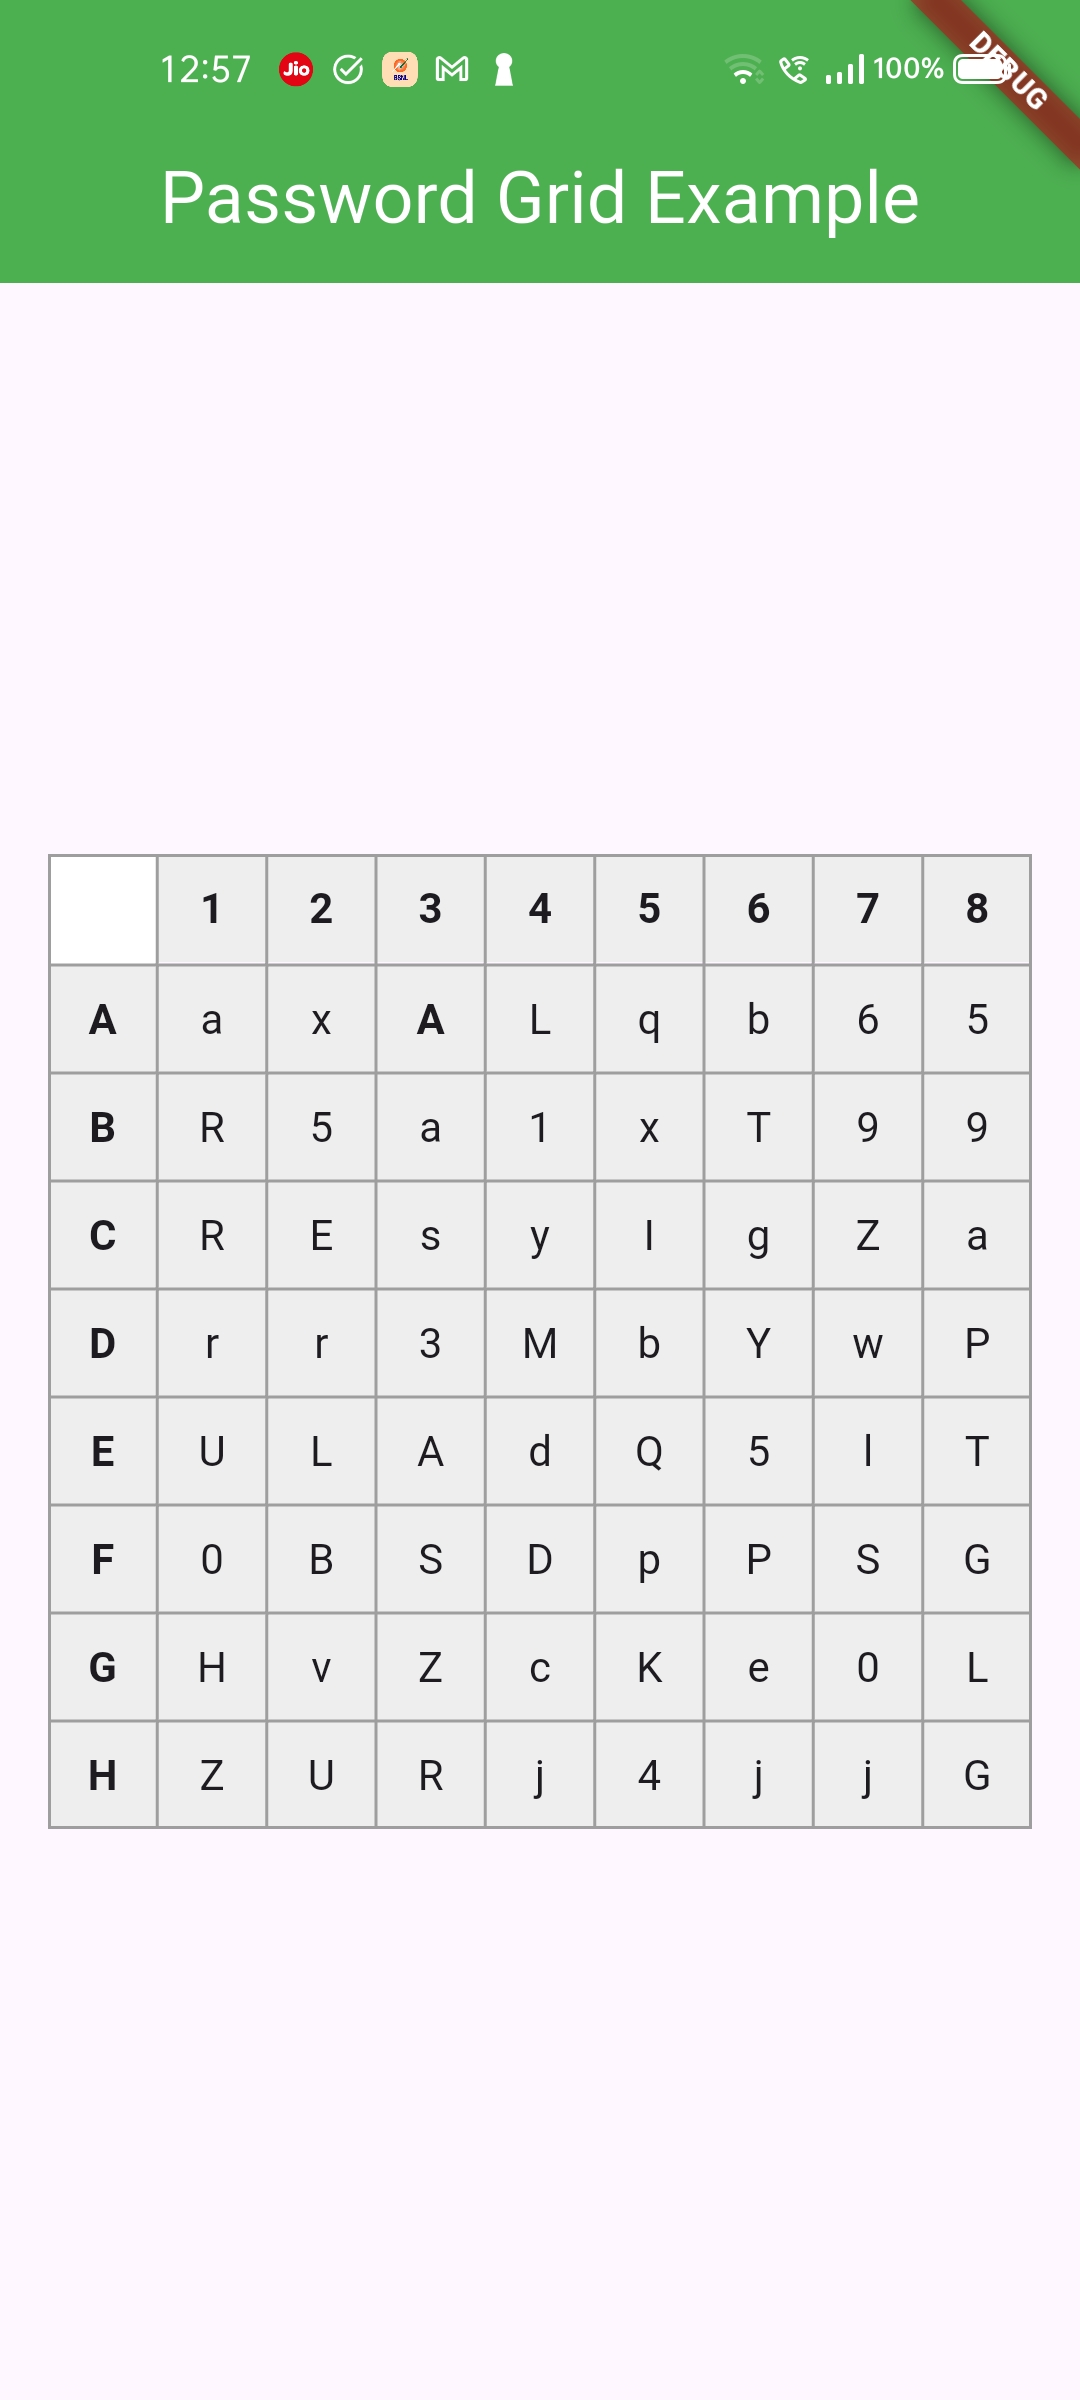 12:57 Jio BSNL 100%
DEBUG
Password Grid Example
1 2 3 4 5 6 7 8
A a x A L q b 6 5
B R 5 a 1 x T 9 9
C R E s y I g Z a
D r r 3 M b Y w P
E U L A d Q 5 l T
F 0 B S D p P S G
G H v Z c K e 0 L
H Z U R j 4 j j G